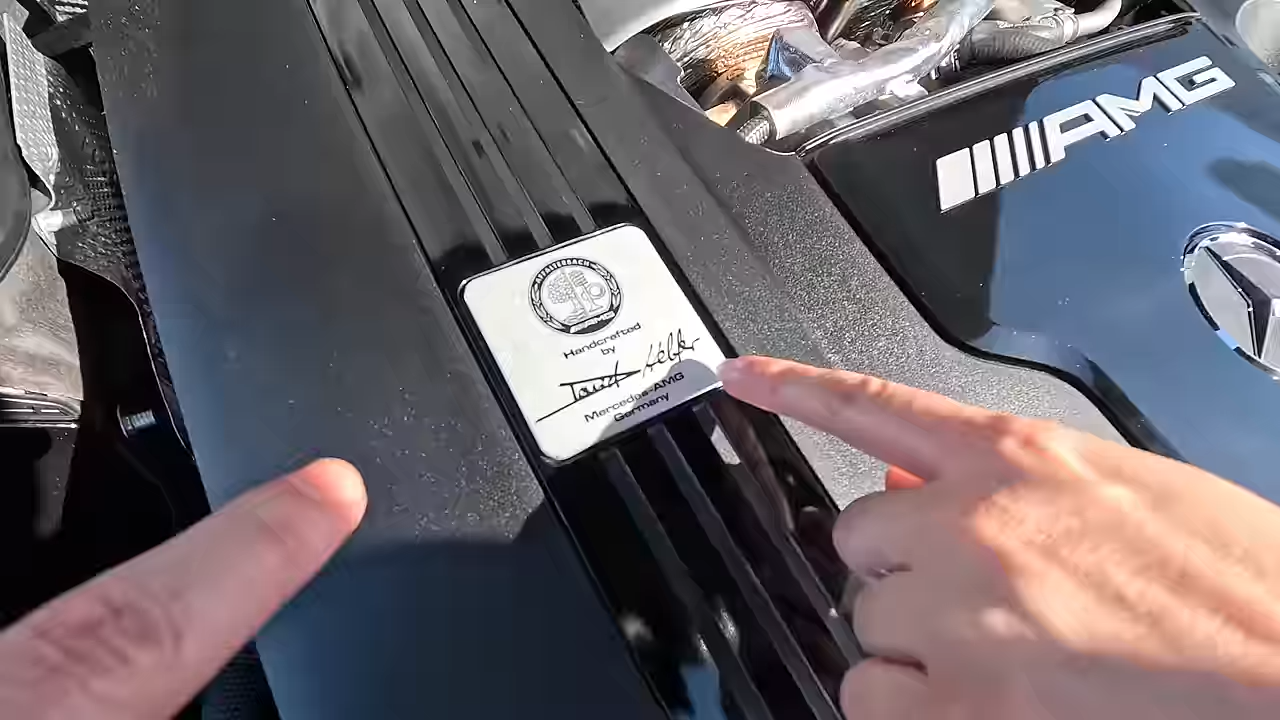 AMG
AFFALTERBACH
AMG
Handcrafted
by
Mercedes-AMG
Germany